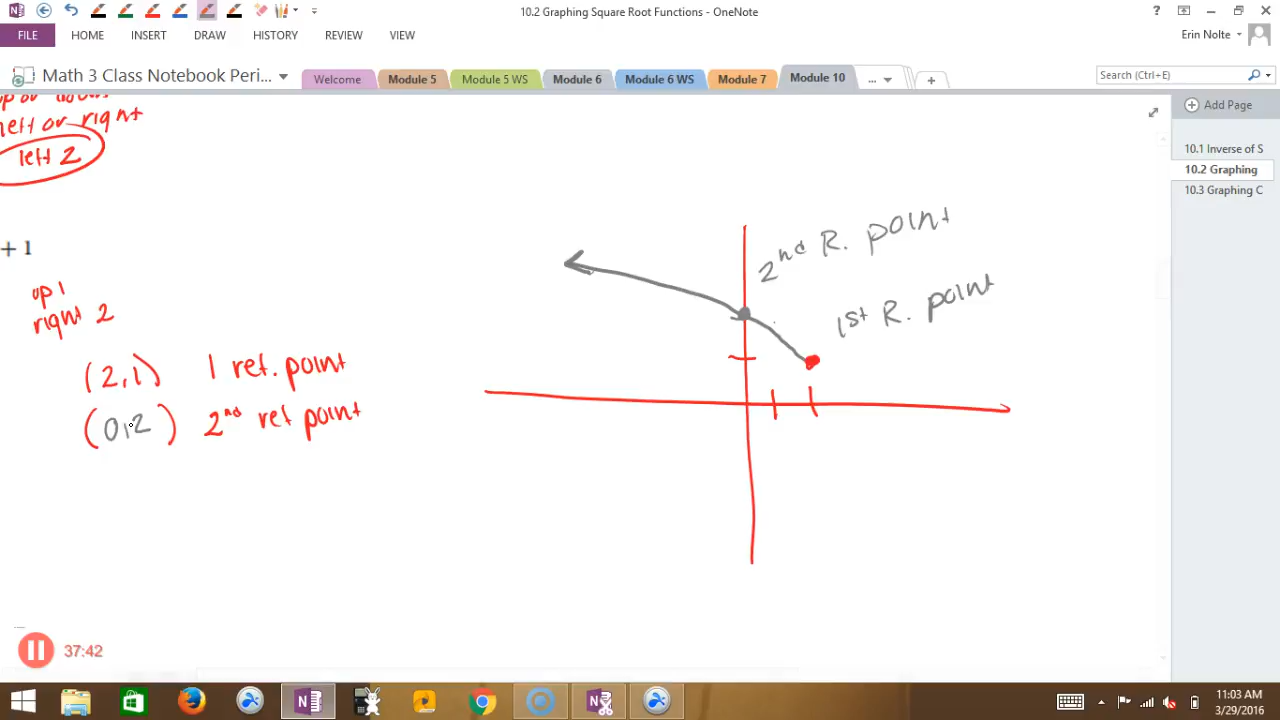 10.2 Graphing Square Root Functions - OneNote
FILE HOME INSERT DRAW HISTORY REVIEW VIEW
Erin Nolte
Math 3 Class Notebook Peri...
Welcome Module 5 Module 5 WS Module 6 Module 6 WS Module 7 Module 10 ...
Search (Ctrl+E)
Add Page
10.1 Inverse of S
10.2 Graphing
10.3 Graphing C
up or down
left or right
left 2
+ 1
up 1
right 2
(2,1) 1 ref. point
(0,2) 2nd ref point
2nd R. point
1st R. point
37:42
11:03 AM
3/29/2016